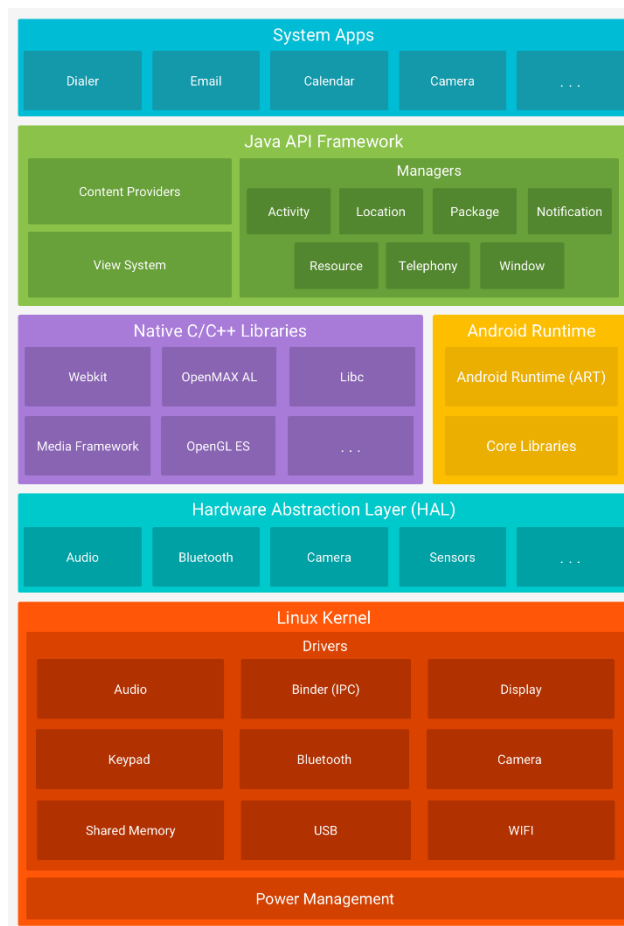 System Apps
Dialer
Email
Calendar
Camera
. . .
Java API Framework
Content Providers
View System
Managers
Activity
Location
Package
Notification
Resource
Telephony
Window
Native C/C++ Libraries
Webkit
OpenMAX AL
Libc
Media Framework
OpenGL ES
. . .
Android Runtime
Android Runtime (ART)
Core Libraries
Hardware Abstraction Layer (HAL)
Audio
Bluetooth
Camera
Sensors
. . .
Linux Kernel
Drivers
Audio
Binder (IPC)
Display
Keypad
Bluetooth
Camera
Shared Memory
USB
WIFI
Power Management